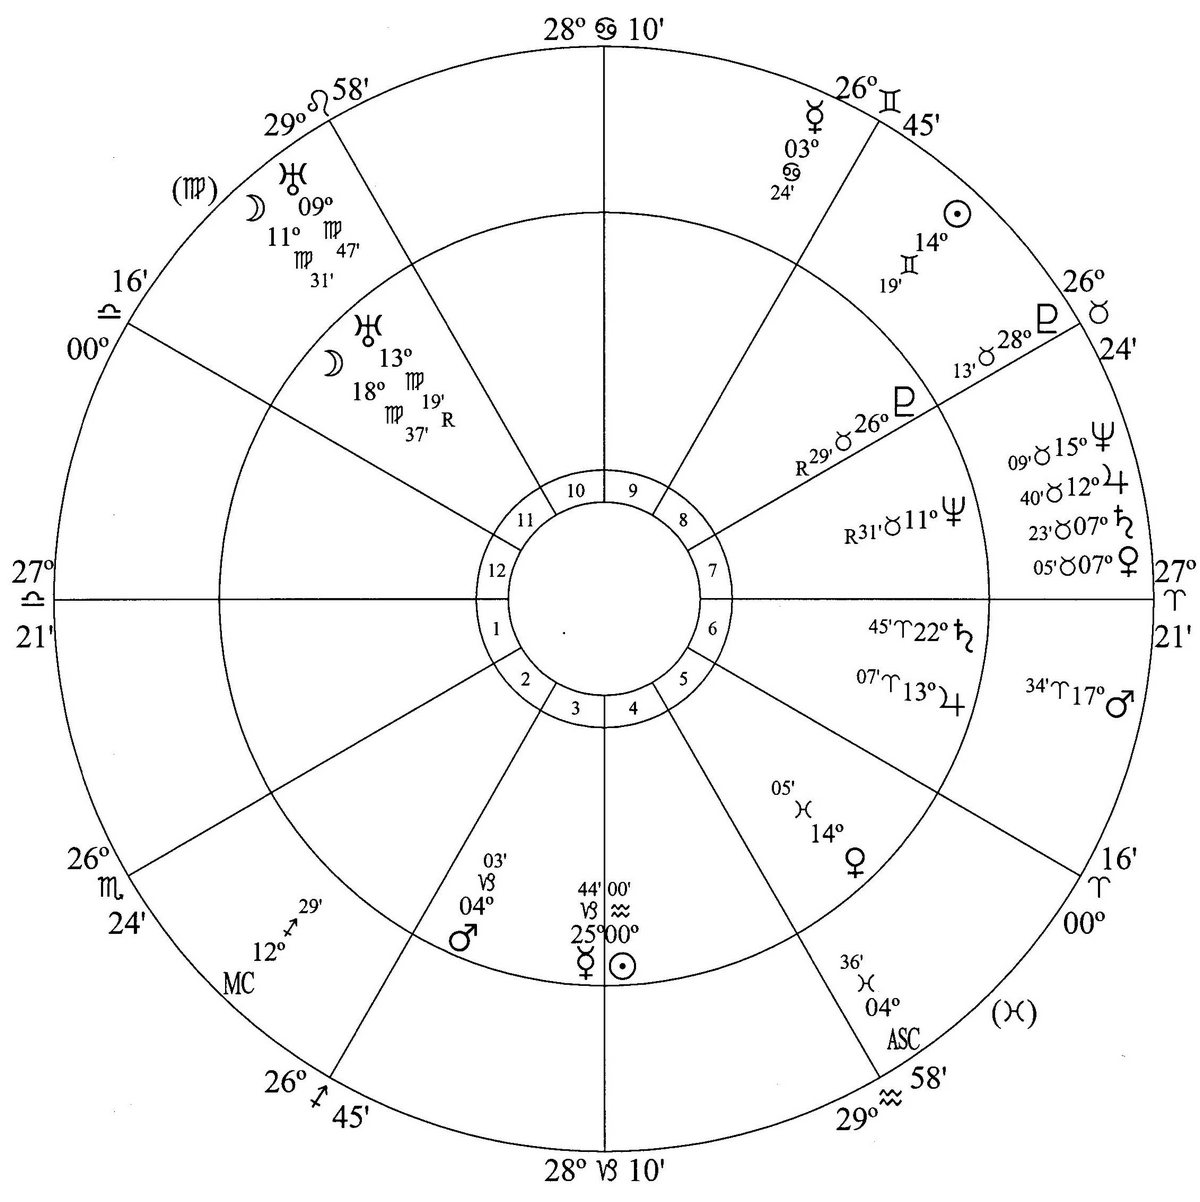 28º ♋ 10'
26º ♊ 45'
☿
03º
♋
24'
29º ♌ 58'
(♍)
♅
09º
♍
47'
☽
11º
♍
31'
☉
14º
♊
19'
26º
♉
24'
13' ♉ 28º ♇
16'
♎
00º
♅
13º
♍
19'
R
☽
18º
♍
37'
R 29' ♉ 26º ♇
09' ♉ 15º ♆
40' ♉ 12º ♃
23' ♉ 07º ♄
05' ♉ 07º ♀
R 31' ♉ 11º ♆
10 9
11 8
12 7
1 6
2 5
3 4
27º
♎
21'
27º
♈
21'
45' ♈ 22º ♄
07' ♈ 13º ♃
34' ♈ 17º ♂
05'
♓
14º
♀
26º
♏
24'
16'
♈
00º
03'
♑
04º
♂
44'
♑
25º
☿
00'
♒
00º
☉
29'
♐
12º
MC
36'
♓
04º
ASC
(♓)
26º
♐
45'
58'
♒
29º
28º ♑ 10'